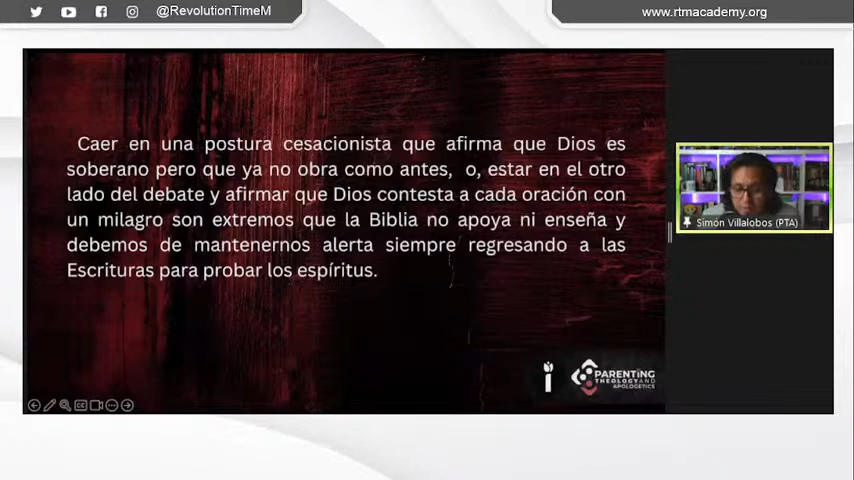 @RevolutionTimeM
www.rtmacademy.org
Caer en una postura cesacionista que afirma que Dios es
soberano pero que ya no obra como antes, o, estar en el otro
lado del debate y afirmar que Dios contesta a cada oración con
un milagro son extremos que la Biblia no apoya ni enseña y
debemos de mantenernos alerta siempre regresando a las
Escrituras para probar los espíritus.
Simón Villalobos (PTA)
PARENTING
THEOLOGY AND
APOLOGETICS
CC